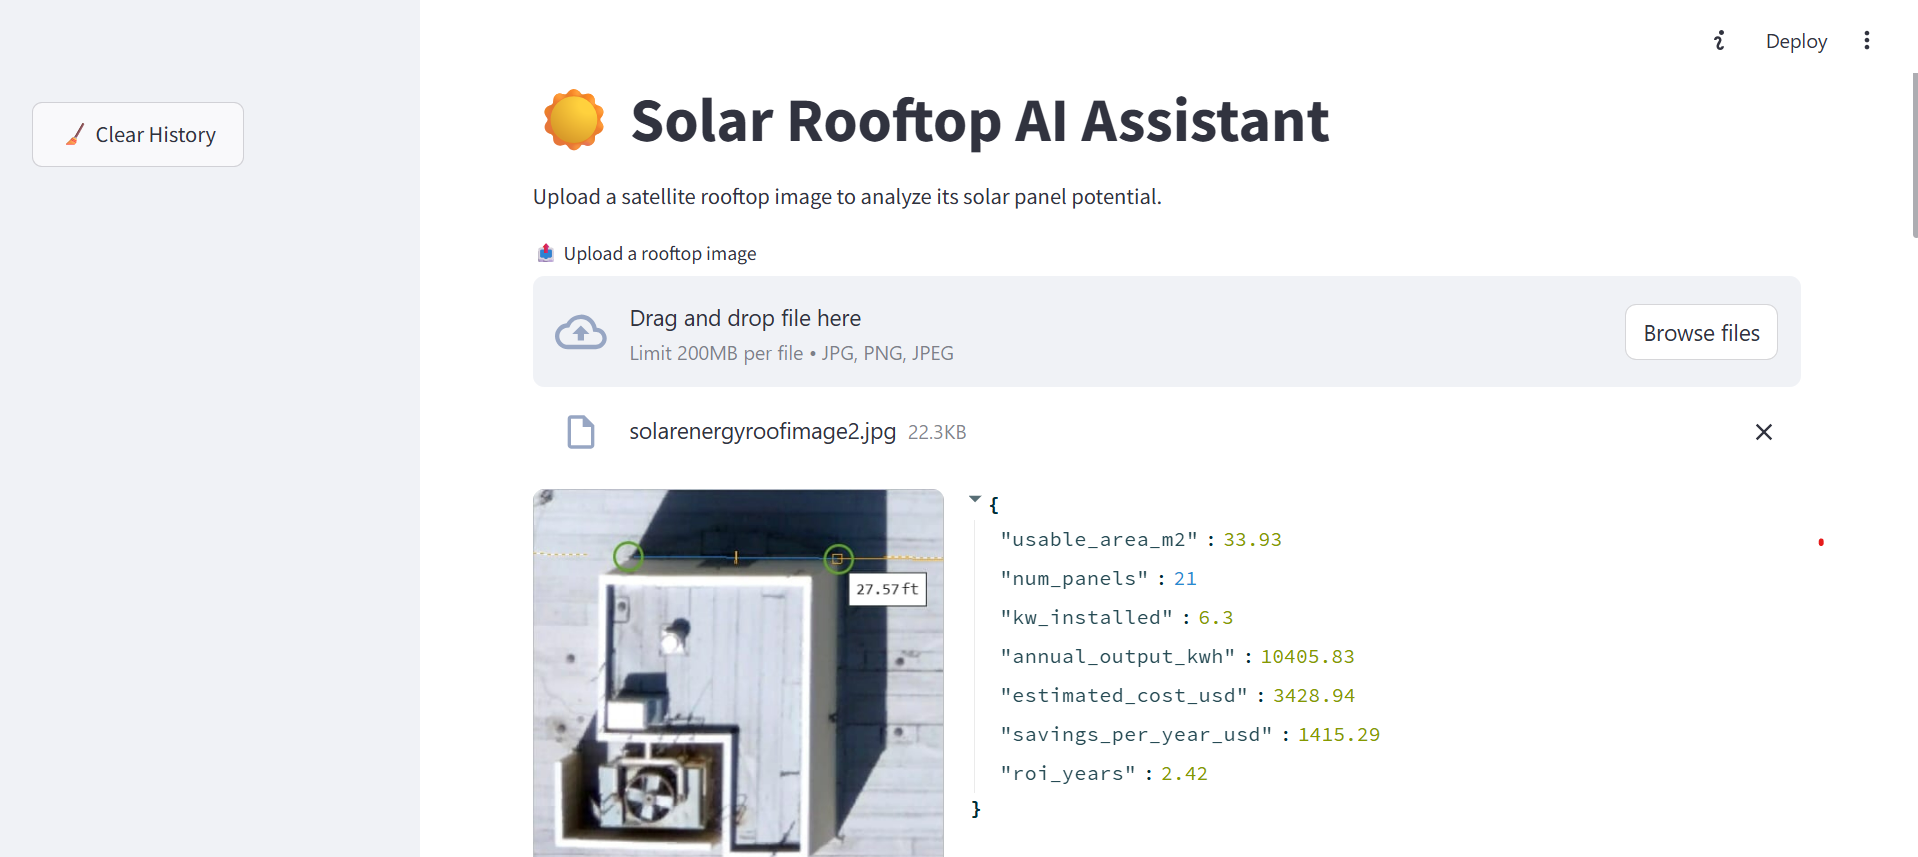 Deploy
Clear History
Solar Rooftop AI Assistant
Upload a satellite rooftop image to analyze its solar panel potential.
Upload a rooftop image
Drag and drop file here
Limit 200MB per file • JPG, PNG, JPEG
Browse files
solarenergyroofimage2.jpg 22.3KB
27.57 ft
{
"usable_area_m2" : 33.93
"num_panels" : 21
"kw_installed" : 6.3
"annual_output_kwh" : 10405.83
"estimated_cost_usd" : 3428.94
"savings_per_year_usd" : 1415.29
"roi_years" : 2.42
}